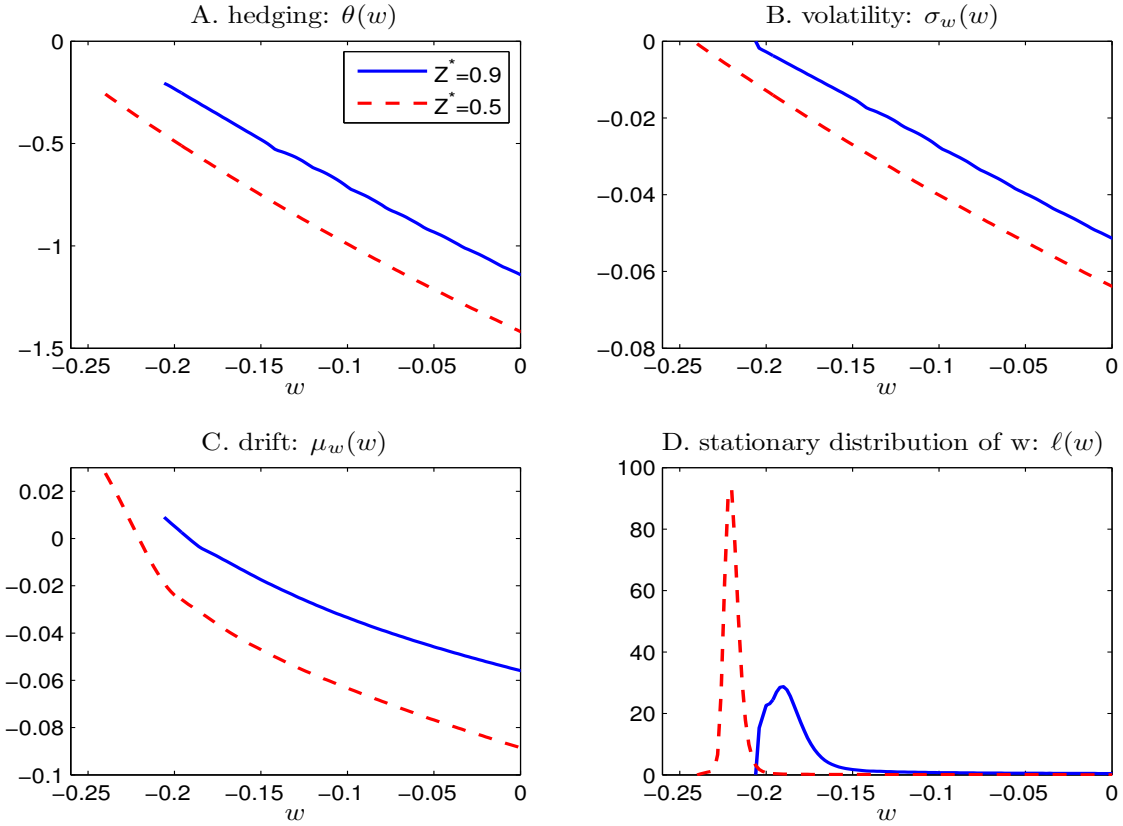 A. hedging: θ(w)
0
−0.5
−1
−1.5
−0.25 −0.2 −0.15 −0.1 −0.05 0
w
Z*=0.9
Z*=0.5
B. volatility: σw(w)
0
−0.02
−0.04
−0.06
−0.08
−0.25 −0.2 −0.15 −0.1 −0.05 0
w
C. drift: μw(w)
0.02
0
−0.02
−0.04
−0.06
−0.08
−0.1
−0.25 −0.2 −0.15 −0.1 −0.05 0
w
D. stationary distribution of w: ℓ(w)
100
80
60
40
20
0
−0.25 −0.2 −0.15 −0.1 −0.05 0
w